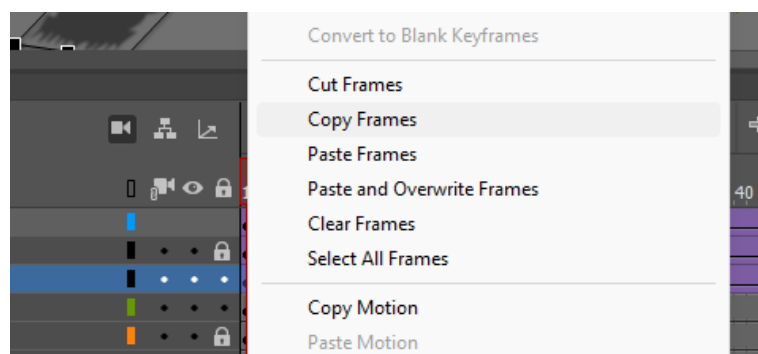 Convert to Blank Keyframes
Cut Frames
Copy Frames
Paste Frames
Paste and Overwrite Frames
40
Clear Frames
Select All Frames
Copy Motion
Paste Motion